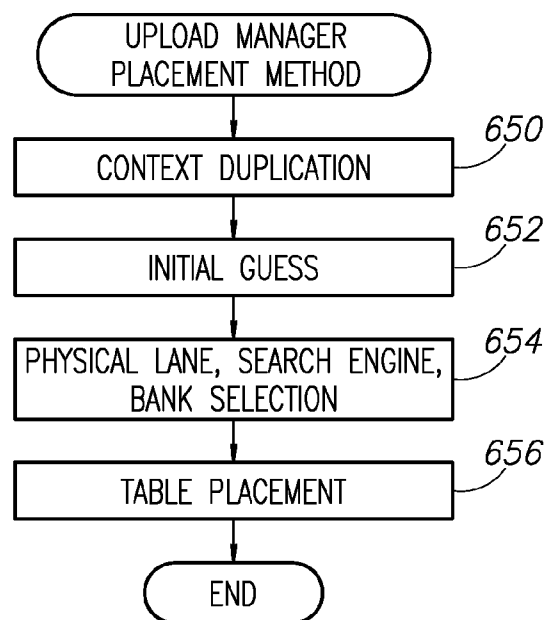 UPLOAD MANAGER
PLACEMENT METHOD
650
CONTEXT DUPLICATION
652
INITIAL GUESS
654
PHYSICAL LANE, SEARCH ENGINE,
BANK SELECTION
656
TABLE PLACEMENT
END